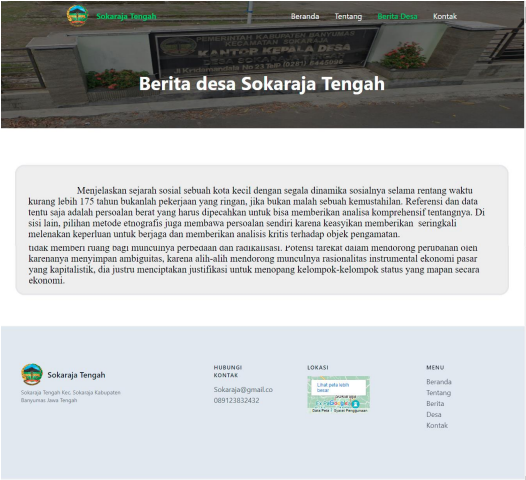 Sokaraja Tengah
Beranda Tentang Berita Desa Kontak
PEMERINTAH KABUPATEN BANYUMAS
KECAMATAN SOKARAJA
KANTOR KEPALA DESA
Berita desa Sokaraja Tengah
Menjelaskan sejarah sosial sebuah kota kecil dengan segala dinamika sosialnya selama rentang waktu
kurang lebih 175 tahun bukanlah pekerjaan yang ringan, jika bukan malah sebuah kemustahilan. Referensi dan data
tentu saja adalah persoalan berat yang harus dipecahkan untuk bisa memberikan analisa komprehensif tentangnya. Di
sisi lain, pilihan metode etnografis juga membawa persoalan sendiri karena keasyikan memberikan seringkali
melenakan keperluan untuk berjaga dan memberikan analisis kritis terhadap objek pengamatan.
tidak memberi ruang bagi munculnya perbedaan dan radikalisasi. Potensi tarekat dalam mendorong perubahan oleh
karenanya menyimpan ambiguitas, karena alih-alih mendorong munculnya rasionalitas instrumental ekonomi pasar
yang kapitalistik, dia justru menciptakan justifikasi untuk menopang kelompok-kelompok status yang mapan secara
ekonomi.
Sokaraja Tengah
Sokaraja Tengah Kec, Sokaraja Kabupaten
Banyumas Jawa Tengah
HUBUNGI
KONTAK
Sokaraja@gmail.co
089123832432
LOKASI
Lihat peta lebih
besar
Data Peta Syarat Penggunaan
MENU
Beranda
Tentang
Berita
Desa
Kontak